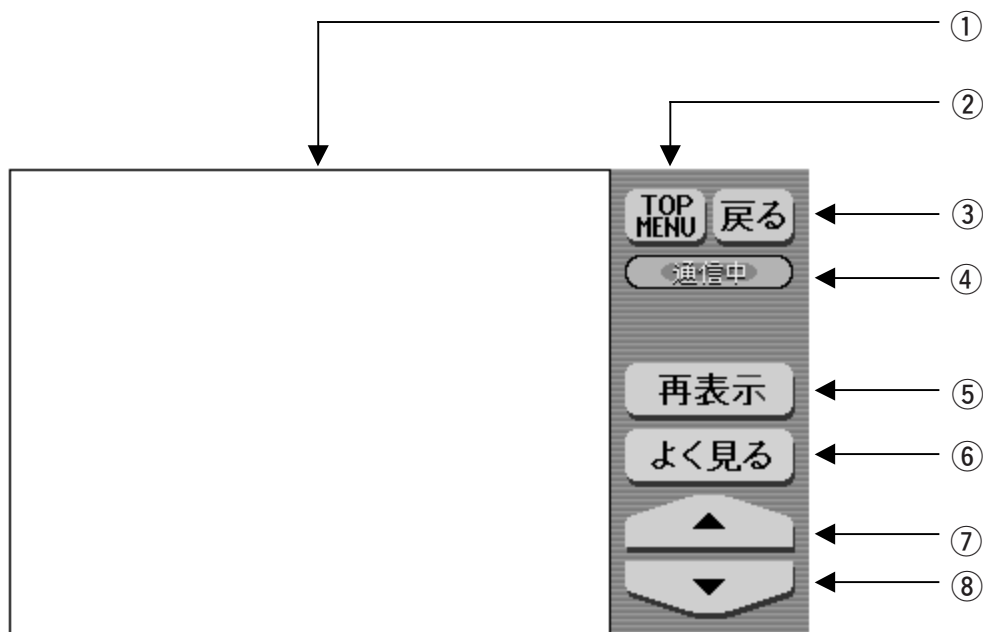 ①
②
TOP
MENU
戻る
③
通信中
④
再表示
⑤
よく見る
⑥
▲
⑦
▼
⑧